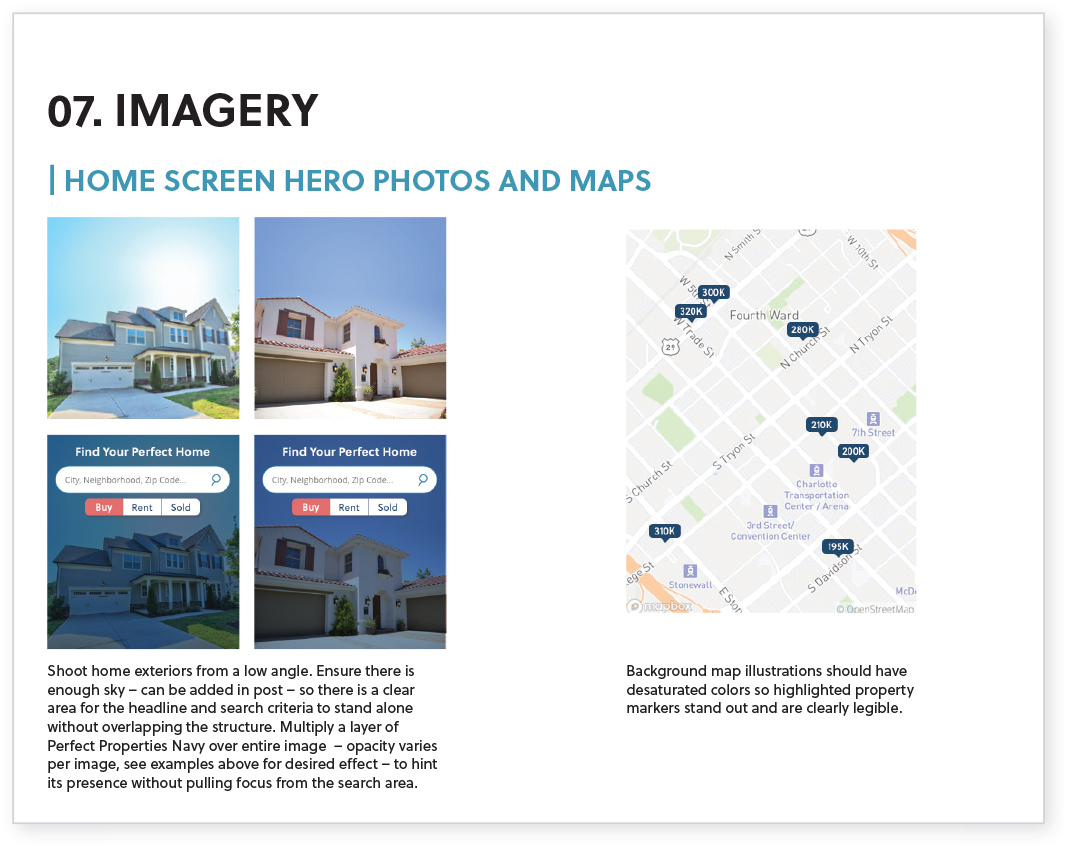 07. IMAGERY
HOME SCREEN HERO PHOTOS AND MAPS
Find Your Perfect Home
City, Neighborhood, Zip Code...
Buy Rent Sold
Find Your Perfect Home
City, Neighborhood, Zip Code...
Buy Rent Sold
Shoot home exteriors from a low angle. Ensure there is
enough sky – can be added in post – so there is a clear
area for the headline and search criteria to stand alone
without overlapping the structure. Multiply a layer of
Perfect Properties Navy over entire image – opacity varies
per image, see examples above for desired effect – to hint
its presence without pulling focus from the search area.
N Smith S
W 10th St
W 5th
300K
320K
Fourth Ward
280K
W Trade St
29
N Church St
N Tryon St
210K
7th Street
200K
S Tryon St
S Church St
Charlotte
Transportation
Center / Arena
3rd Street/
Convention Center
310K
195K
S Davidson St
ege St
Stonewall
E Ston
McD
mapbox
© OpenStreetMap
Background map illustrations should have
desaturated colors so highlighted property
markers stand out and are clearly legible.